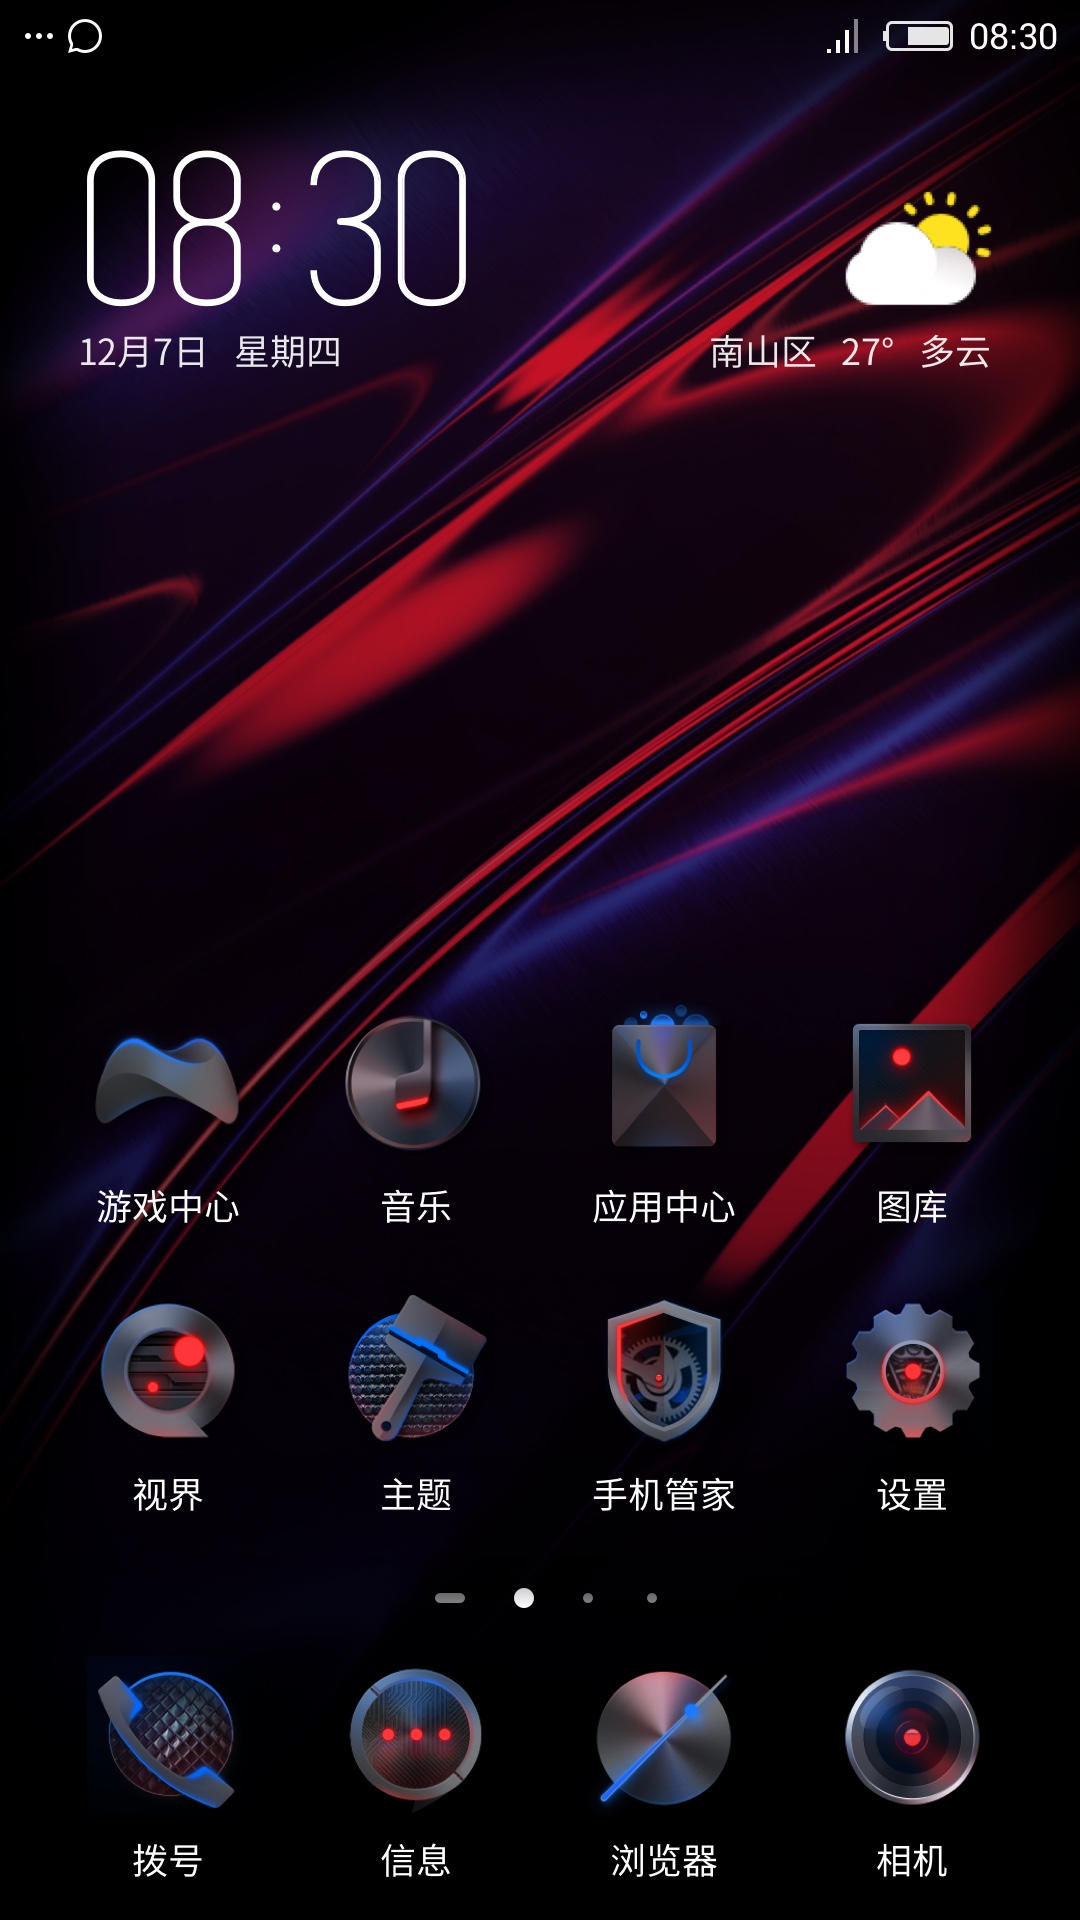 08:30
08:30
12月7日 星期四
南山区 27° 多云
游戏中心 音乐 应用中心 图库
视界 主题 手机管家 设置
拨号 信息 浏览器 相机